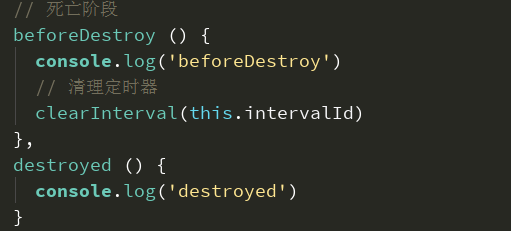 // 死亡阶段
beforeDestroy () {
  console.log('beforeDestroy')
  // 清理定时器
  clearInterval(this.intervalId)
},
destroyed () {
  console.log('destroyed')
}